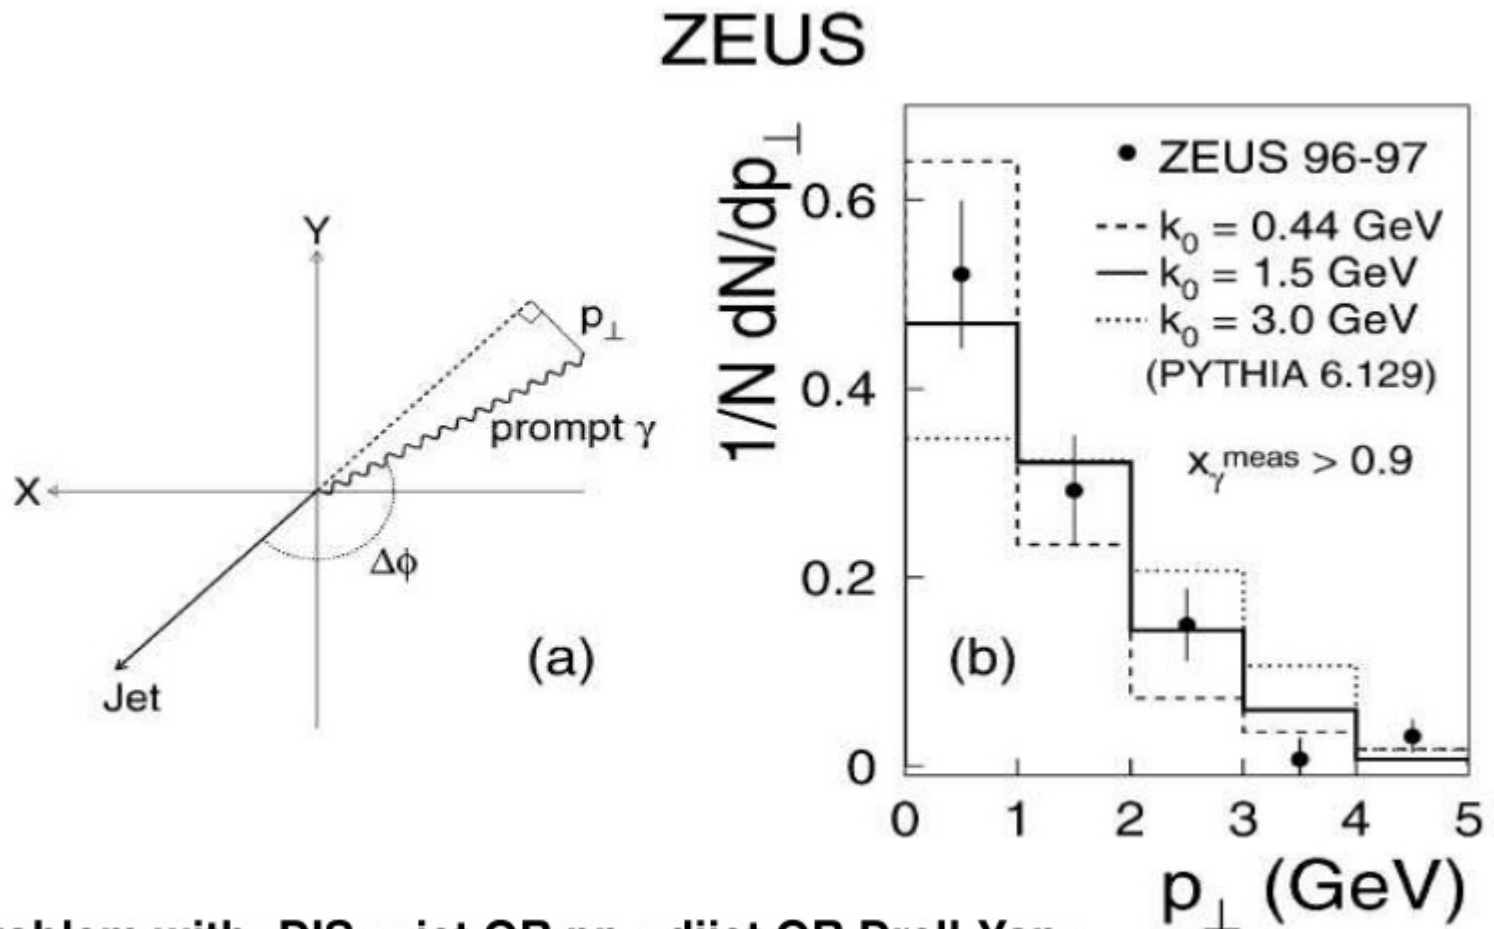 ZEUS
Y
X
p⊥
prompt γ
Δϕ
Jet
(a)
1/N dN/dp⊥
0.6
0.4
0.2
0
ZEUS 96-97
k₀ = 0.44 GeV
k₀ = 1.5 GeV
k₀ = 3.0 GeV
(PYTHIA 6.129)
xγ^meas > 0.9
(b)
0 1 2 3 4 5
p⊥ (GeV)